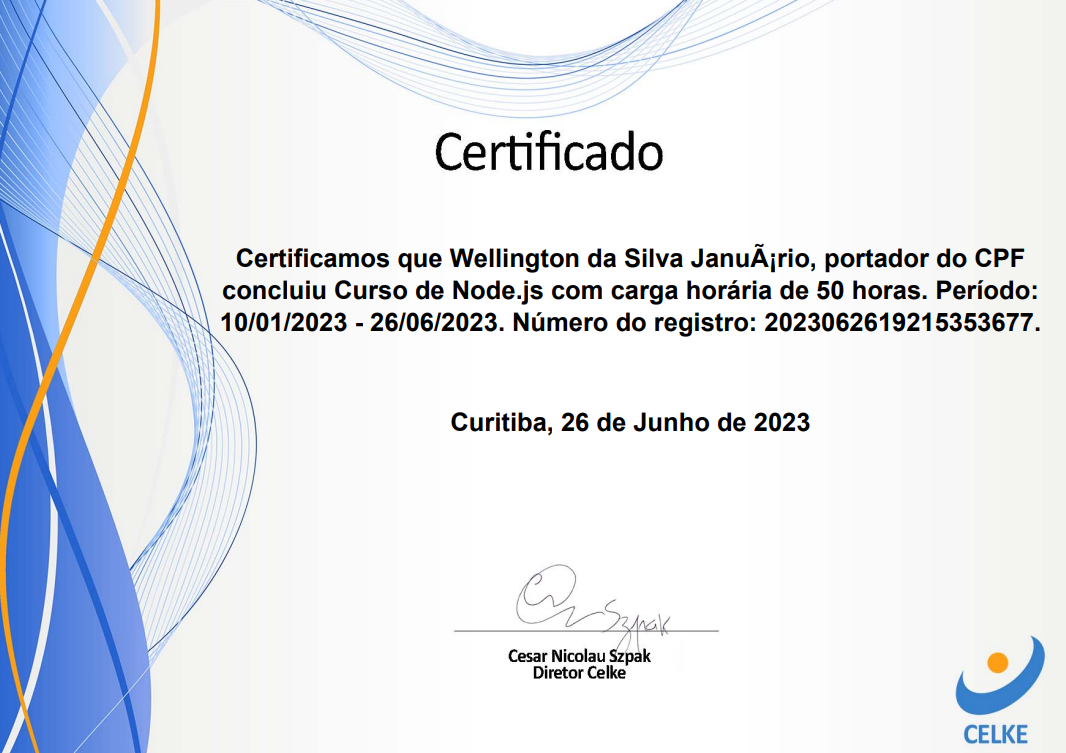 Certificado
Certificamos que Wellington da Silva JanuÃ¡rio, portador do CPF
concluiu Curso de Node.js com carga horária de 50 horas. Período:
10/01/2023 - 26/06/2023. Número do registro: 2023062619215353677.
Curitiba, 26 de Junho de 2023
Szpak
Cesar Nicolau Szpak
Diretor Celke
CELKE